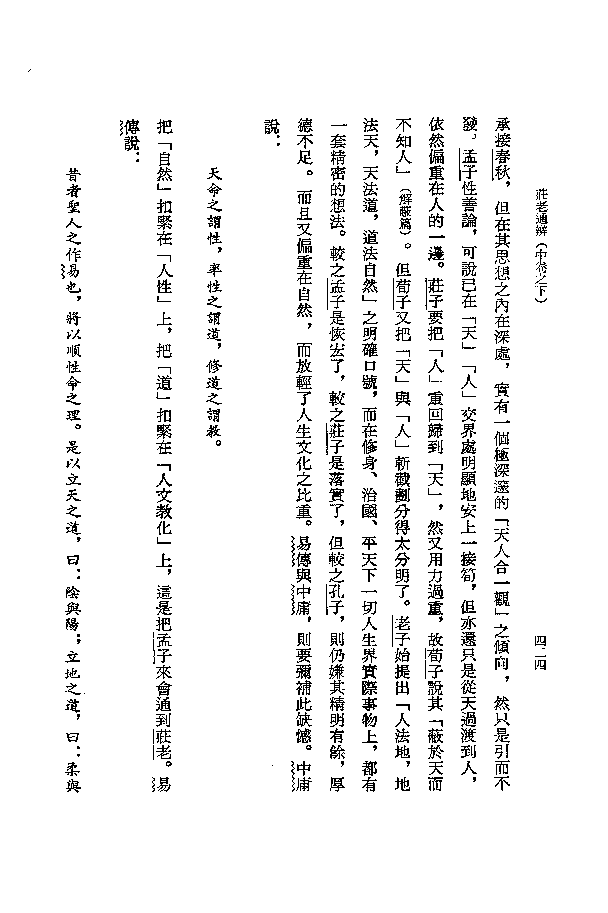 莊老通辨（中卷之下）
四二四
承接春秋，但在其思想之內在深處，實有一個極深邃的「天人合一觀」之傾向，然只是引而不
發。孟子性善論，可說已在「天」「人」交界處明顯地安上一接筍，但亦還只是從天過渡到人，
依然偏重在人的一邊。莊子要把「人」重回歸到「天」，然又用力過重，故荀子說其「蔽於天而
不知人」（解蔽篇）。但荀子又把「天」與「人」斬截劃分得太分明了。老子始提出「人法地，地
法天，天法道，道法自然」之明確口號，而在修身、治國、平天下一切人生界實際事物上，都有
一套精密的想法。較之孟子是恢宏了，較之莊子是落實了，但較之孔子，則仍嫌其精明有餘，厚
德不足。而且又偏重在自然，而放輕了人生文化之比重。易傳與中庸，則要彌補此缺憾。中庸
說：
天命之謂性，率性之謂道，修道之謂教。
把「自然」扣緊在「人性」上，把「道」扣緊在「人文教化」上，這是把孟子來會通到莊老。易
傳說：
昔者聖人之作易也，將以順性命之理。是以立天之道，曰：陰與陽；立地之道，曰：柔與